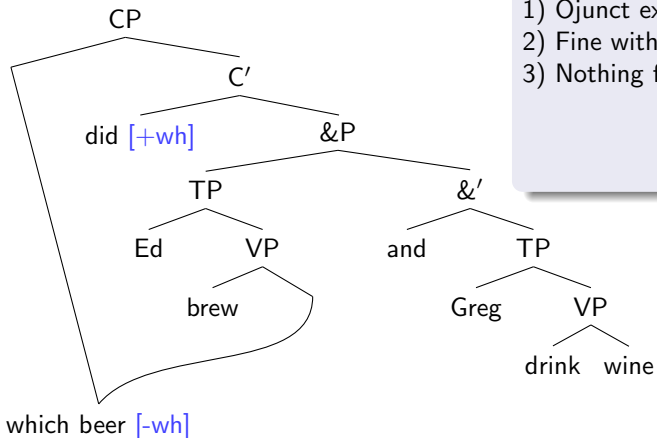 1) Ojunct
2) Fine with
3) Nothing
CP
C′
did [+wh] &P
TP &′
Ed VP and TP
brew Greg VP
drink wine
which beer [-wh]